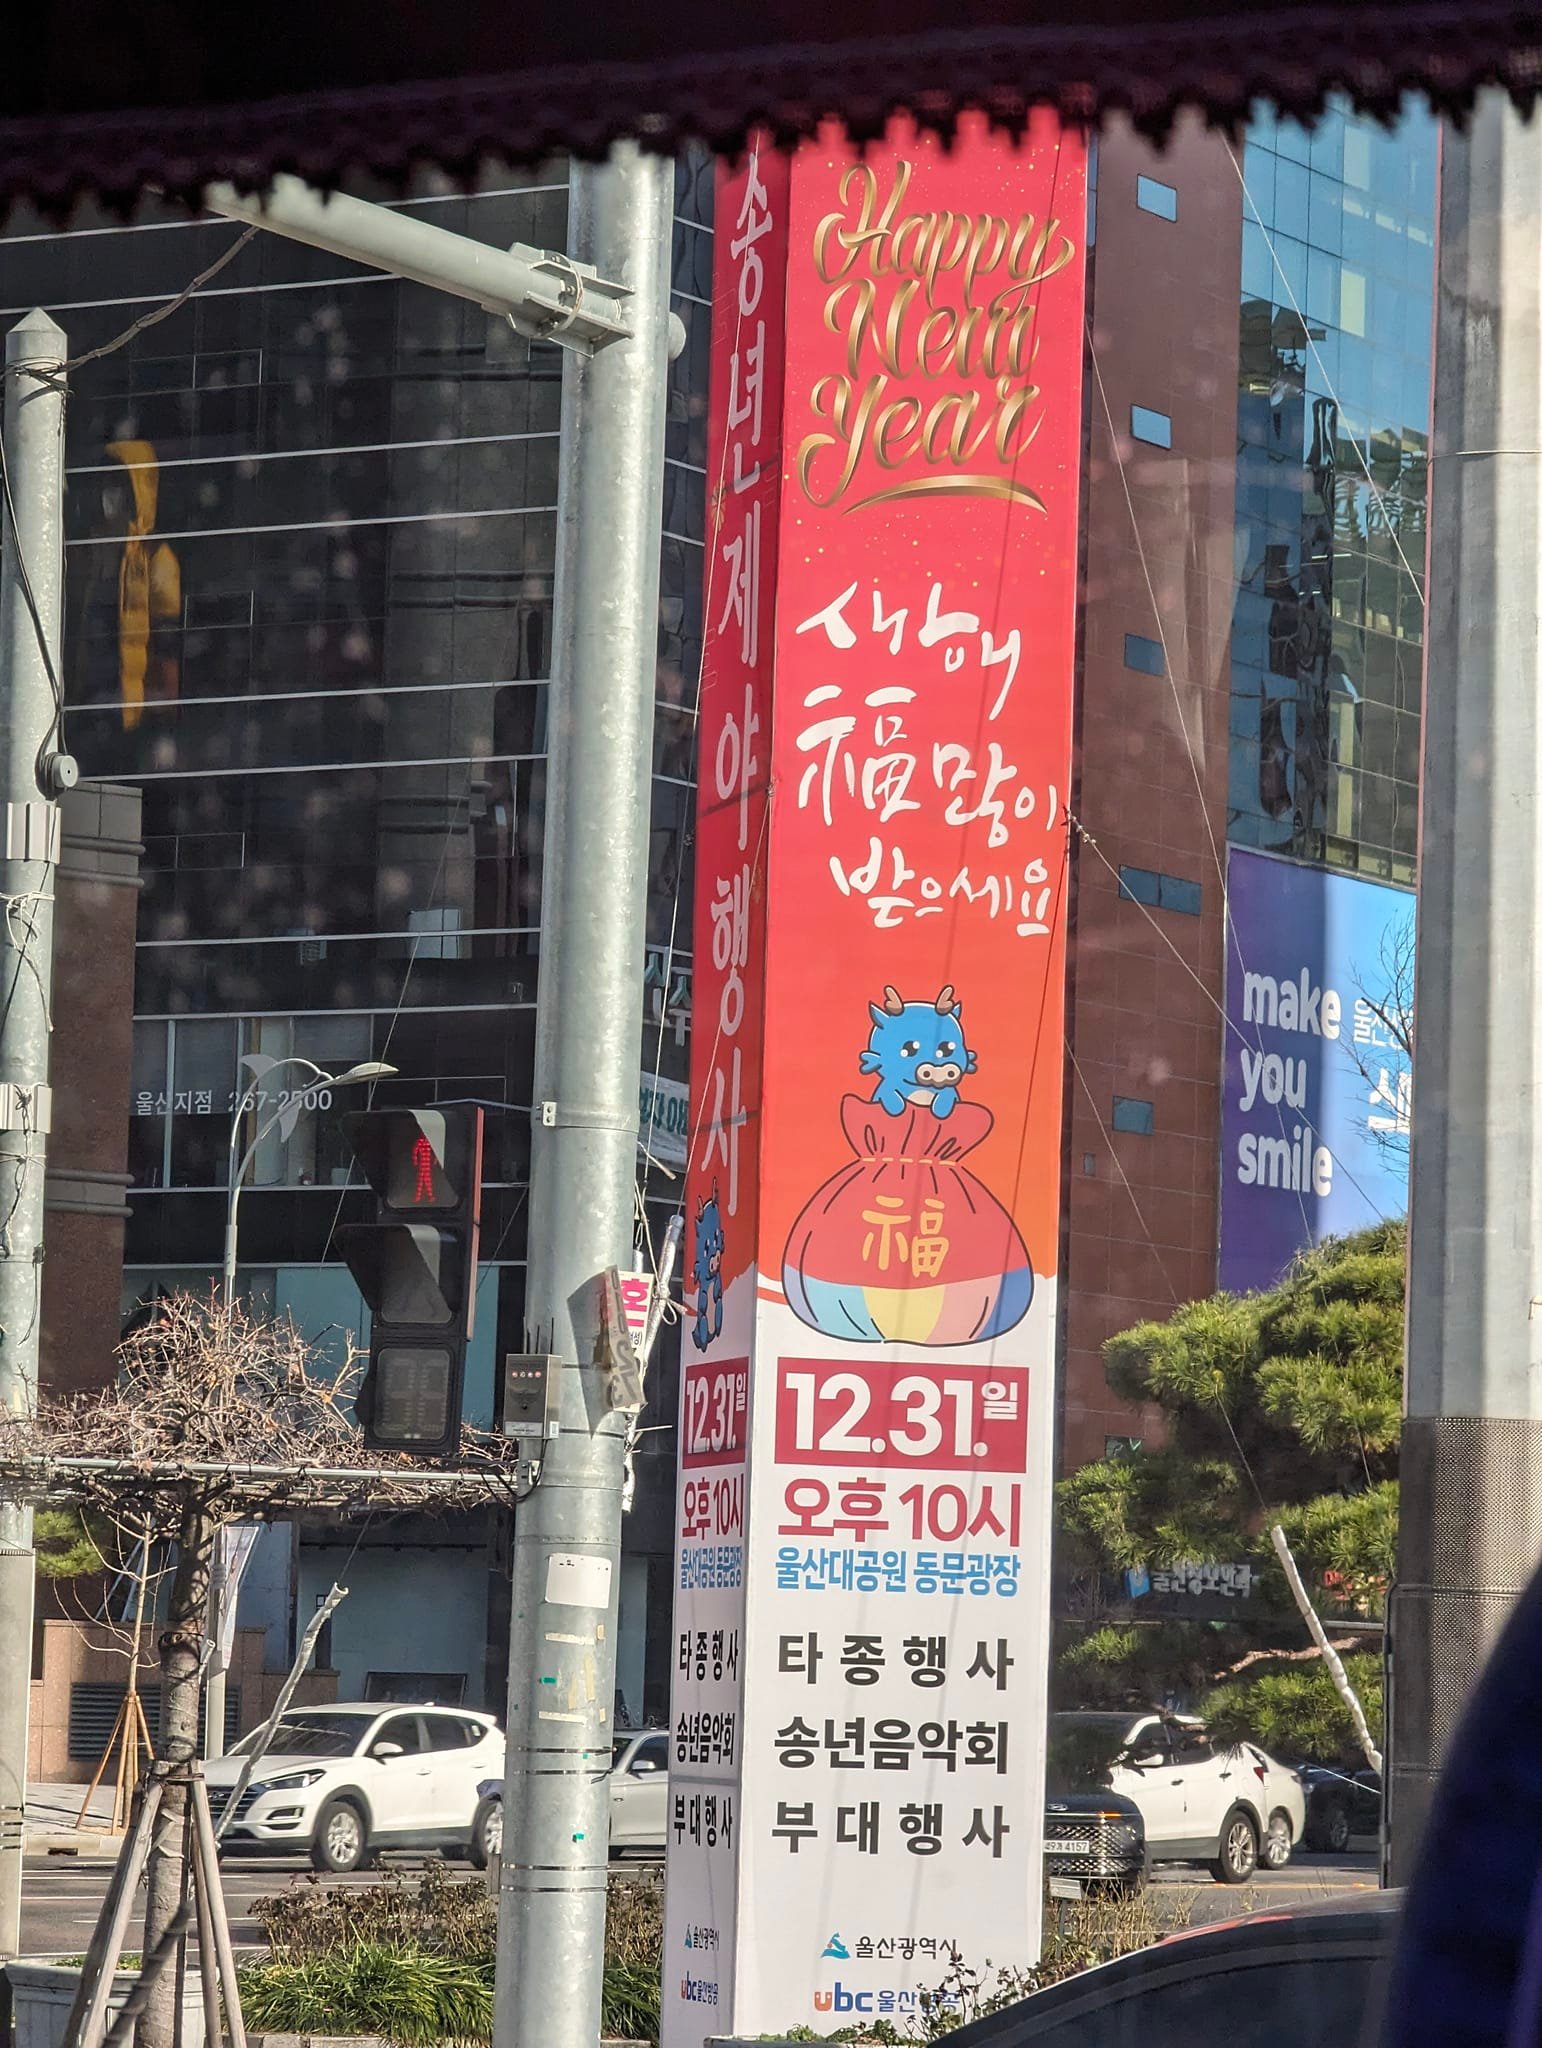 송년제야행사
12.31.일
오후 10시
울산대공원 동문광장
타종행사
송년음악회
부대행사
울산광역시
ubc 울산방송
Happy
New
Year
새해
福 많이
받으세요
福
12.31.일
오후 10시
울산대공원 동문광장
타종행사
송년음악회
부대행사
울산광역시
ubc 울산방송
울산지점 267-2500
make
you
smile
49가 4157